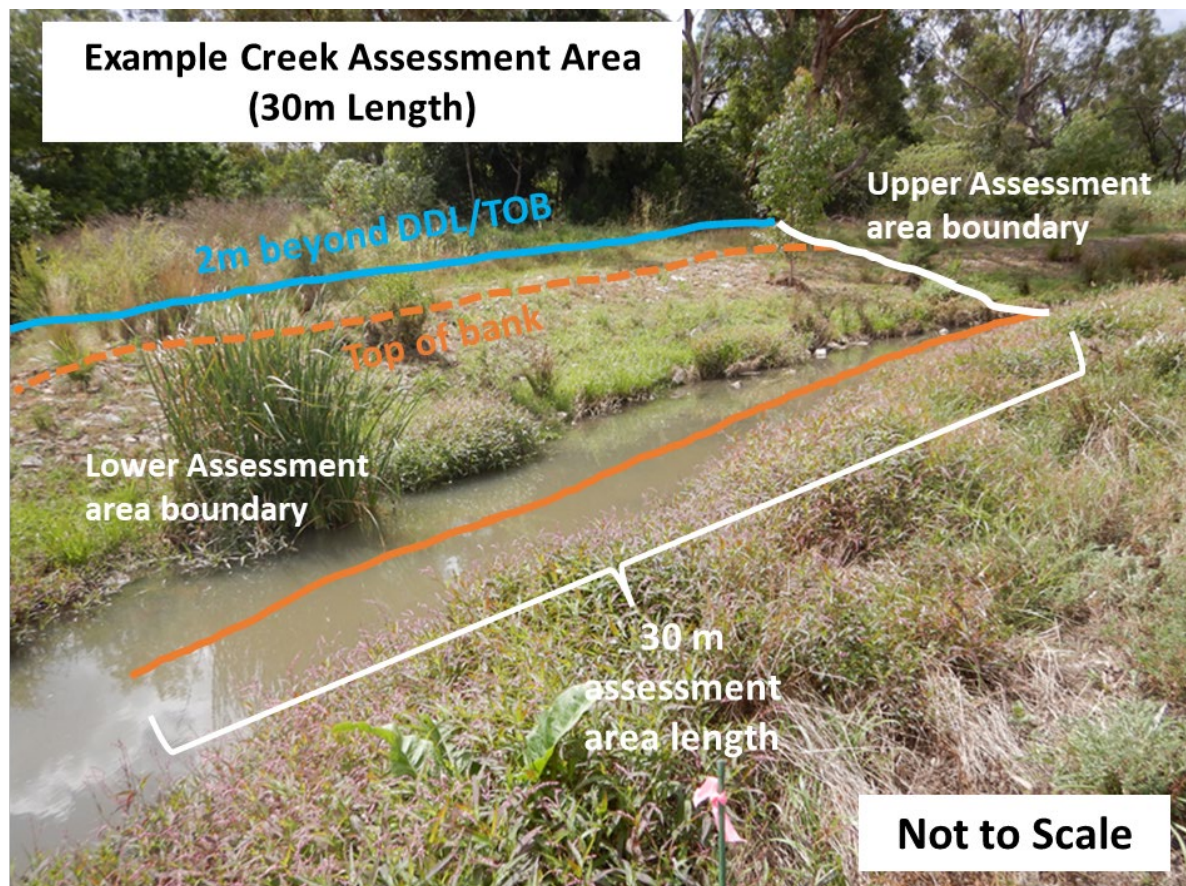 Example Creek Assessment Area
(30m Length)
Upper Assessment
area boundary
2m beyond DDL/TOB
Top of bank
Lower Assessment
area boundary
30 m
assessment
area length
Not to Scale